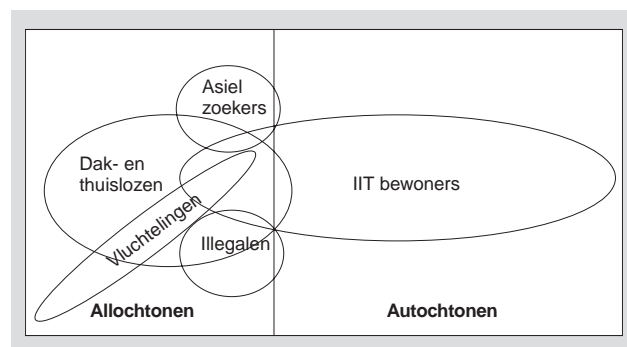 Asiel
zoekers
Dak- en
thuislozen
IIT bewoners
Vluchtelingen
Illegalen
Allochtonen
Autochtonen